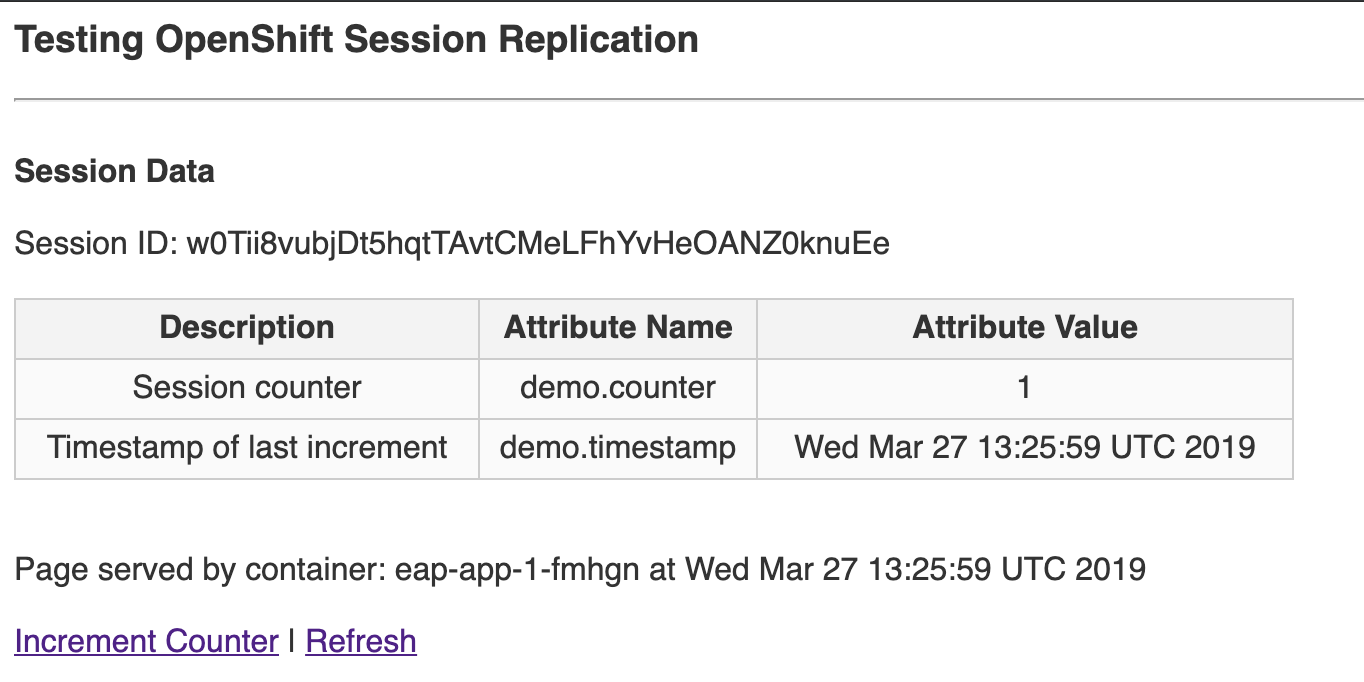 Testing OpenShift Session Replication
Session Data
Session ID: w0Tii8vubjDt5hqtTAvtCMeLFhYvHeOANZ0knuEe
Description Attribute Name Attribute Value
Session counter demo.counter 1
Timestamp of last increment demo.timestamp Wed Mar 27 13:25:59 UTC 2019
Page served by container: eap-app-1-fmhgn at Wed Mar 27 13:25:59 UTC 2019
Increment Counter | Refresh